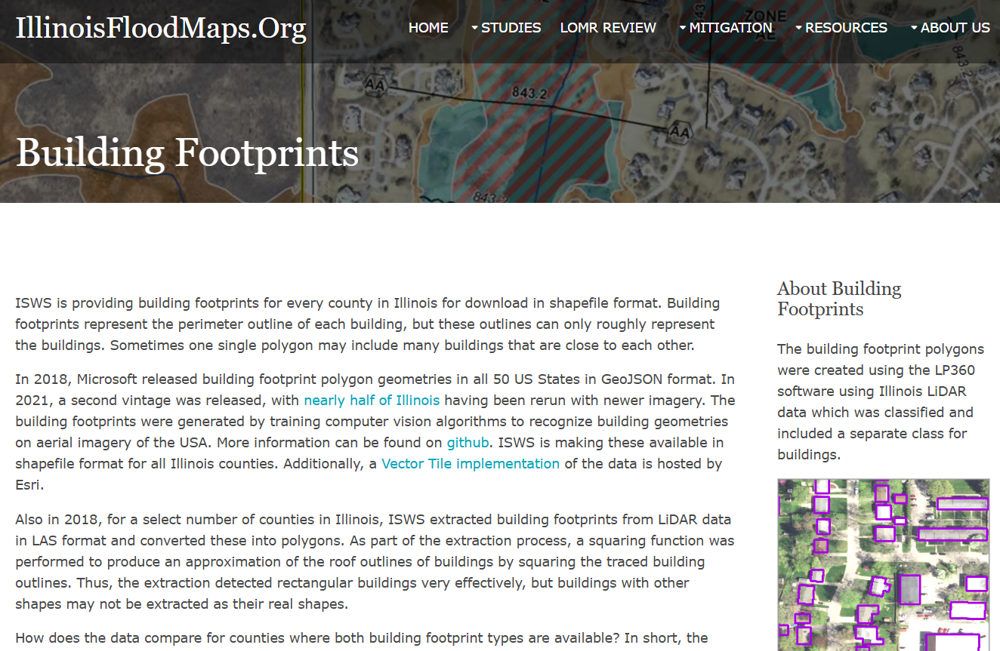 IllinoisFloodMaps.Org
HOME
STUDIES
LOMR REVIEW
MITIGATION
RESOURCES
ABOUT US
ZONE
AE
843.2
AA
843.2
AA
843.2
Building Footprints
ISWS is providing building footprints for every county in Illinois for download in shapefile format. Building
footprints represent the perimeter outline of each building, but these outlines can only roughly represent
the buildings. Sometimes one single polygon may include many buildings that are close to each other.
In 2018, Microsoft released building footprint polygon geometries in all 50 US States in GeoJSON format. In
2021, a second vintage was released, with nearly half of Illinois having been rerun with newer imagery. The
building footprints were generated by training computer vision algorithms to recognize building geometries
on aerial imagery of the USA. More information can be found on github. ISWS is making these available in
shapefile format for all Illinois counties. Additionally, a Vector Tile implementation of the data is hosted by
Esri.
Also in 2018, for a select number of counties in Illinois, ISWS extracted building footprints from LiDAR data
in LAS format and converted these into polygons. As part of the extraction process, a squaring function was
performed to produce an approximation of the roof outlines of buildings by squaring the traced building
outlines. Thus, the extraction detected rectangular buildings very effectively, but buildings with other
shapes may not be extracted as their real shapes.
How does the data compare for counties where both building footprint types are available? In short, the
About Building
Footprints
The building footprint polygons
were created using the LP360
software using Illinois LiDAR
data which was classified and
included a separate class for
buildings.